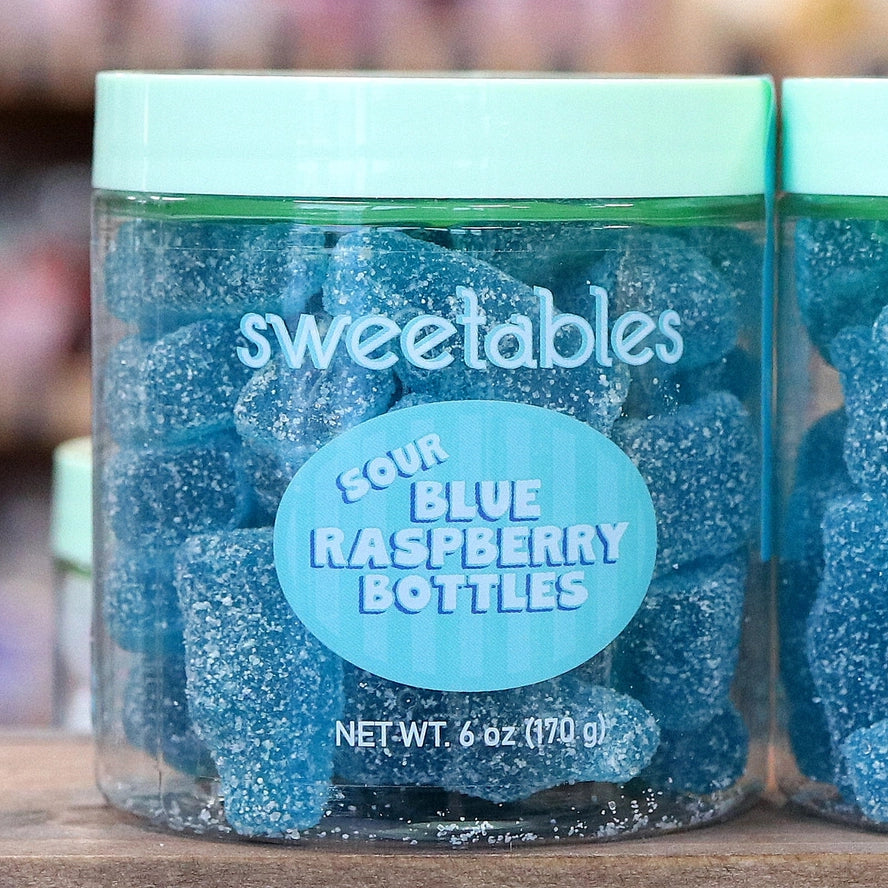 sweetables
SOUR
BLUE
RASPBERRY
BOTTLES
NET WT. 6 oz (170 g)